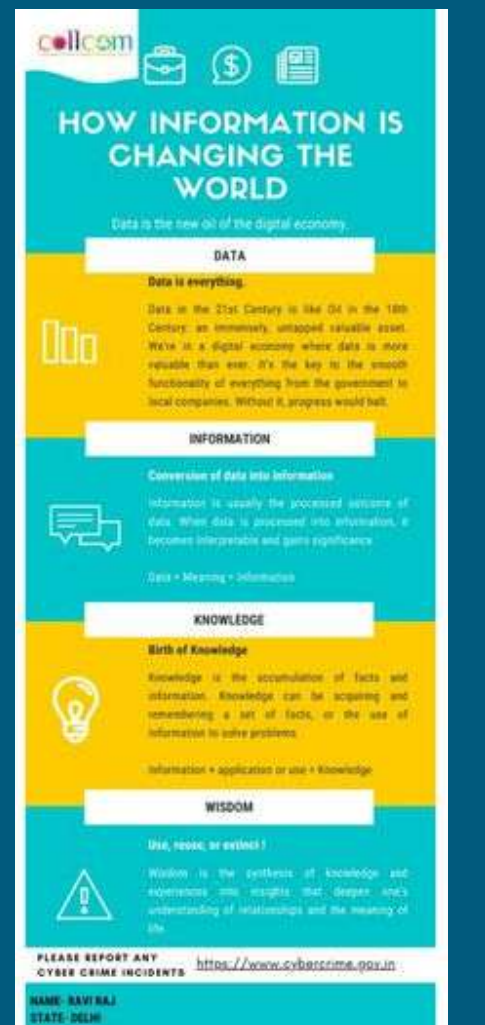 collcom
HOW INFORMATION IS
CHANGING THE
WORLD
Data is the new oil of the digital economy.
DATA
Data is everything.
Data in the 21st Century is like Oil in the 18th
Century: an immensely, untapped valuable asset.
We're in a digital economy where data is more
valuable than ever. It's the key to the smooth
functionality of everything from the government to
local companies. Without it, progress would halt.
INFORMATION
Conversion of data into information
Information is usually the processed outcome of
data. When data is processed into information, it
becomes interpretable and gains significance.
Data + Meaning = Information
KNOWLEDGE
Birth of Knowledge
Knowledge is the accumulation of facts and
information. Knowledge can be acquiring and
remembering a set of facts, or the use of
information to solve problems.
Information + application or use = Knowledge
WISDOM
Use, reuse, or extinct !
Wisdom is the synthesis of knowledge and
experiences into insights that deepen one's
understanding of relationships and the meaning of
life.
PLEASE REPORT ANY
CYBER CRIME INCIDENTS
https://www.cybercrime.gov.in
NAME- RAVI RAJ
STATE- DELHI